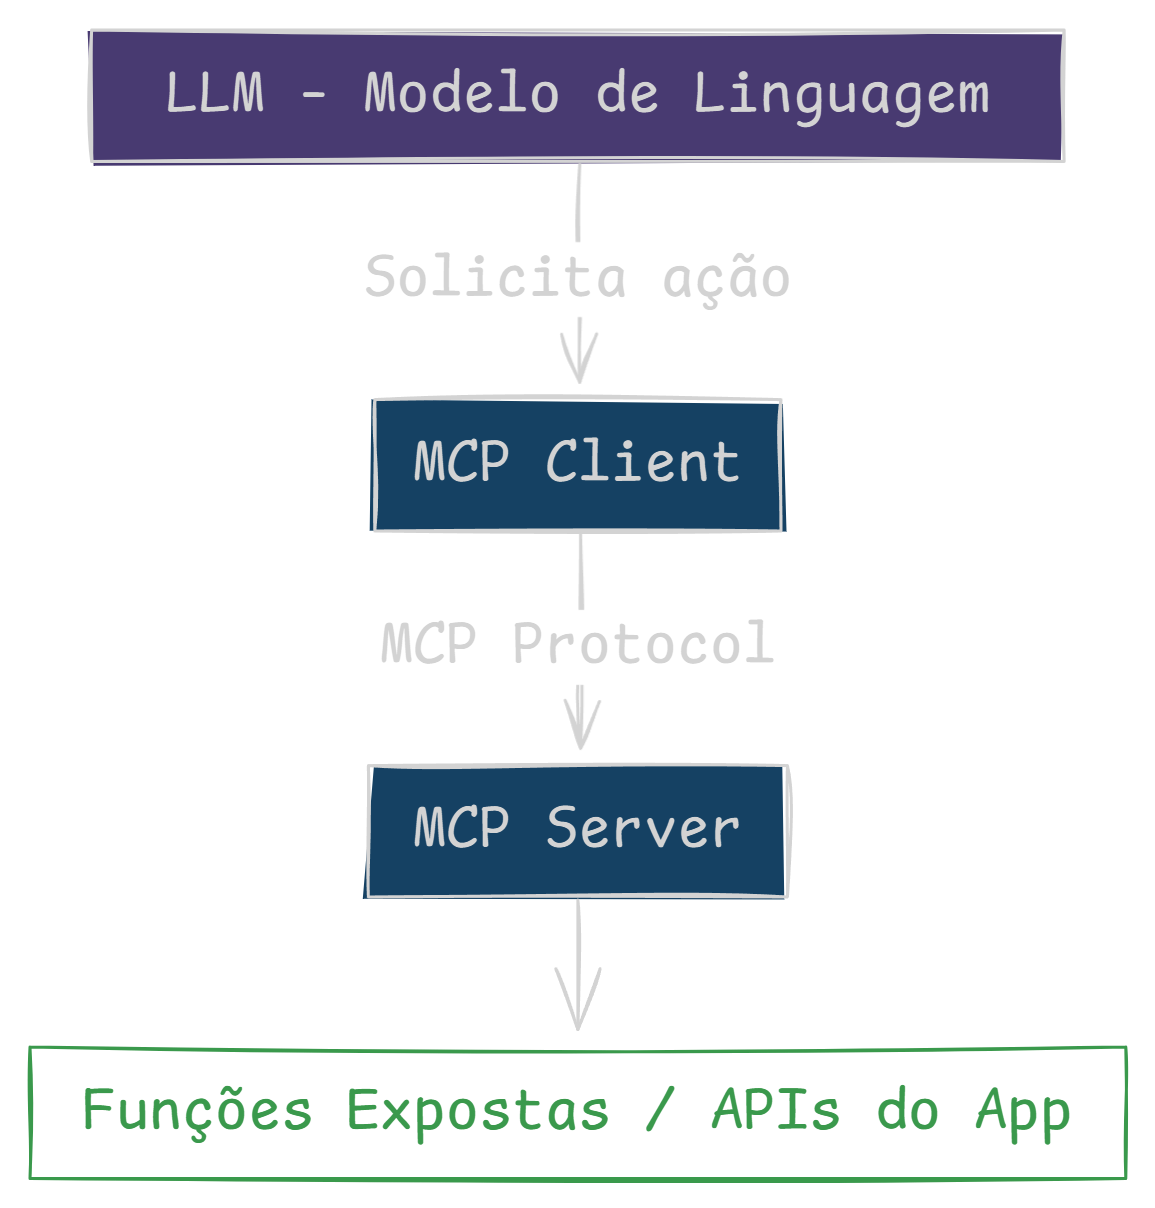 LLM - Modelo de Linguagem
Solicita ação
MCP Client
MCP Protocol
MCP Server
Funções Expostas / APIs do App